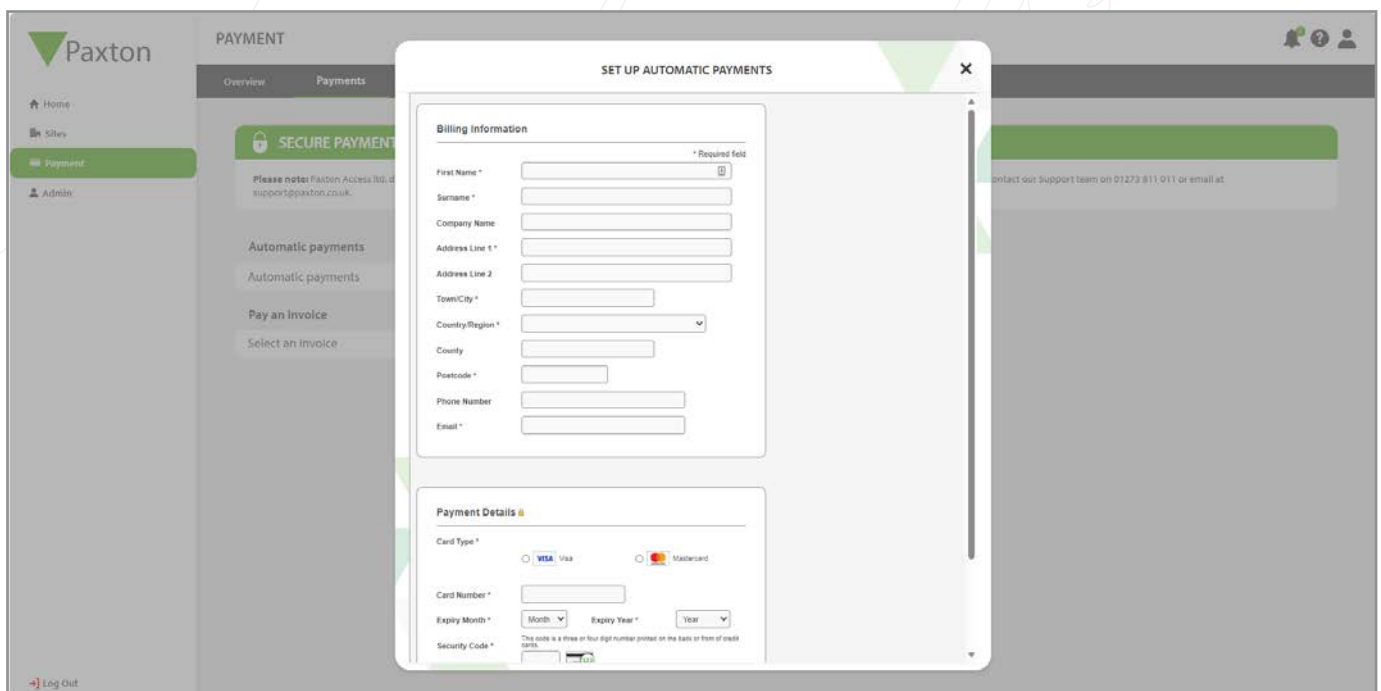 Paxton
PAYMENT
SET UP AUTOMATIC PAYMENTS
Overview
Payments
Home
Sites
Payment
Admin
SECURE PAYMENT
Please note: Paxton Access ltd, d
support@paxton.co.uk.
ontact our Support team on 01273 811 011 or email at
Automatic payments
Automatic payments
Pay an invoice
Select an invoice
Billing Information
* Required field
First Name *
Surname *
Company Name
Address Line 1 *
Address Line 2
Town/City *
Country/Region *
County
Postcode *
Phone Number
Email *
Payment Details
Card Type *
VISA Visa
Mastercard
Card Number *
Expiry Month * Month
Expiry Year * Year
This code is a three or four digit number printed on the back or front of credit
cards.
Security Code *
Log Out